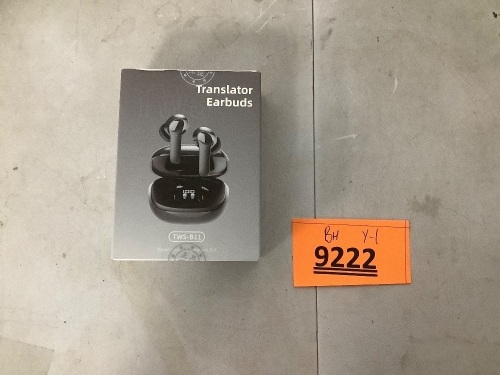 Translator
Earbuds
TWS-B11
BH Y-1
9222